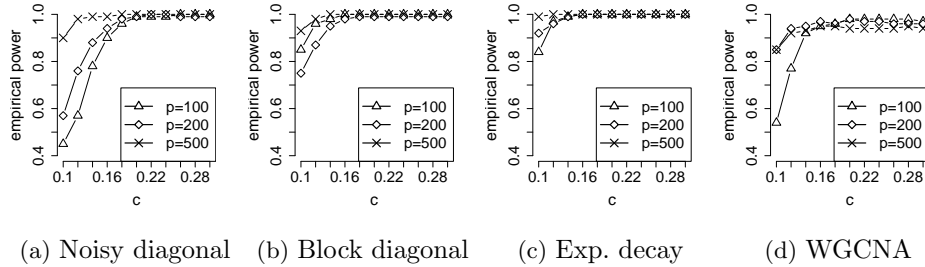 empirical power
1.0
0.8
0.6
0.4
p=100
p=200
p=500
0.1 0.16 0.22 0.28
c
(a) Noisy diagonal
empirical power
1.0
0.8
0.6
0.4
p=100
p=200
p=500
0.1 0.16 0.22 0.28
c
(b) Block diagonal
empirical power
1.0
0.8
0.6
0.4
p=100
p=200
p=500
0.1 0.16 0.22 0.28
c
(c) Exp. decay
empirical power
1.0
0.8
0.6
0.4
p=100
p=200
p=500
0.1 0.16 0.22 0.28
c
(d) WGCNA